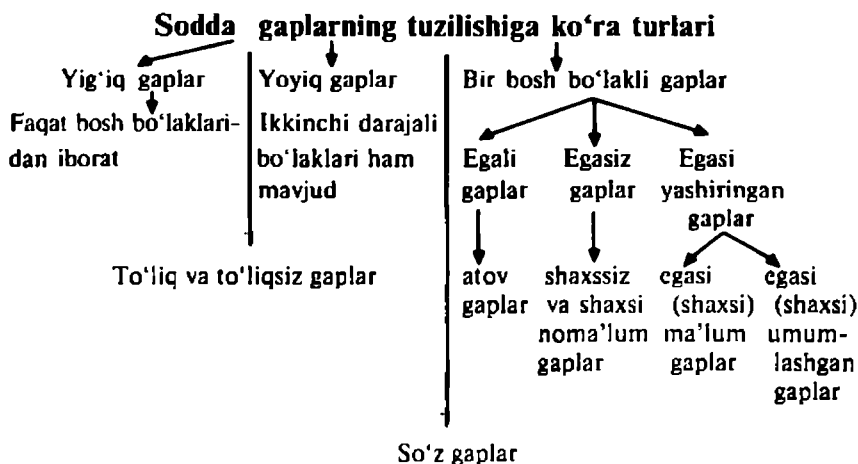 Sodda gaplarning tuzilishiga ko‘ra turlari
Yig‘iq gaplar
Yoyiq gaplar
Bir bosh bo‘lakli gaplar
Faqat bosh bo‘laklari-
dan iborat
Ikkinchi darajali
bo‘laklari ham
mavjud
Egali
gaplar
Egasiz
gaplar
Egasi
yashiringan
gaplar
To‘liq va to‘liqsiz gaplar
atov
gaplar
shaxssiz
va shaxsi
noma’lum
gaplar
egasi
(shaxsi)
ma’lum
gaplar
egasi
(shaxsi)
umum-
lashgan
gaplar
So‘z gaplar